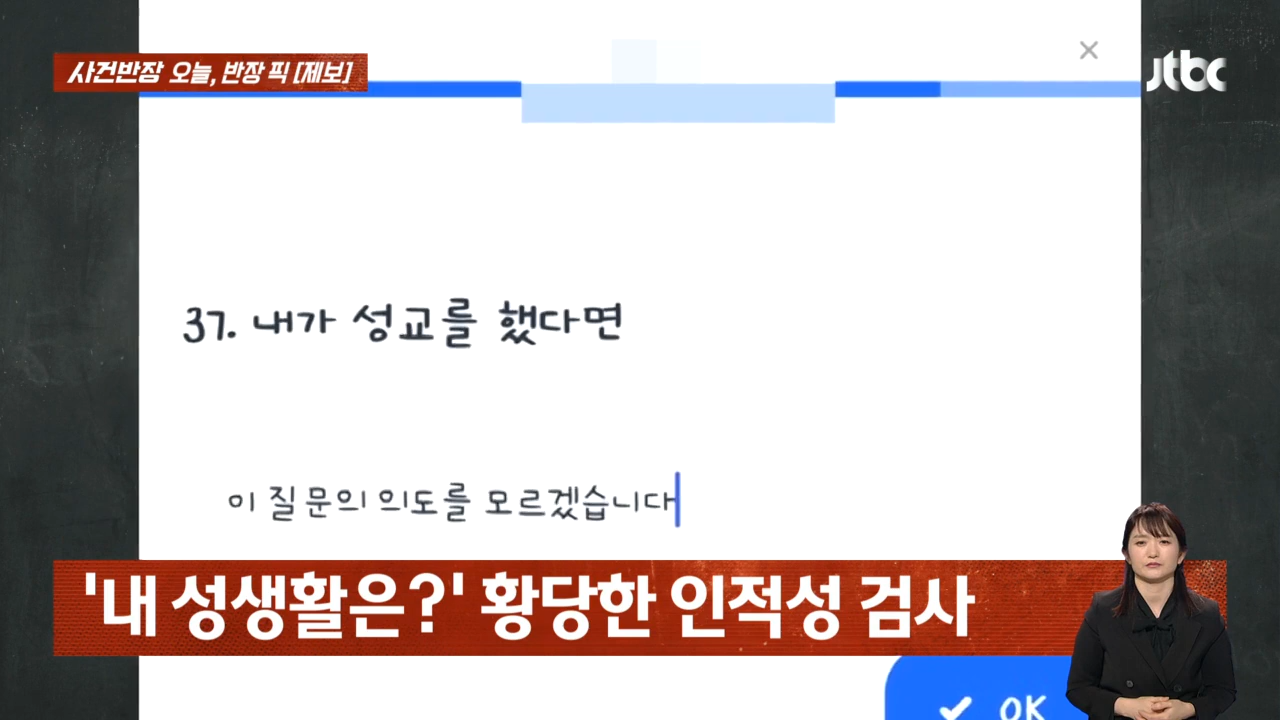 사건반장 오늘, 반장 픽 [제보]
jtbc
37. 내가 성교를 했다면
이 질문의 의도를 모르겠습니다
'내 성생활은?' 황당한 인적성 검사
OK